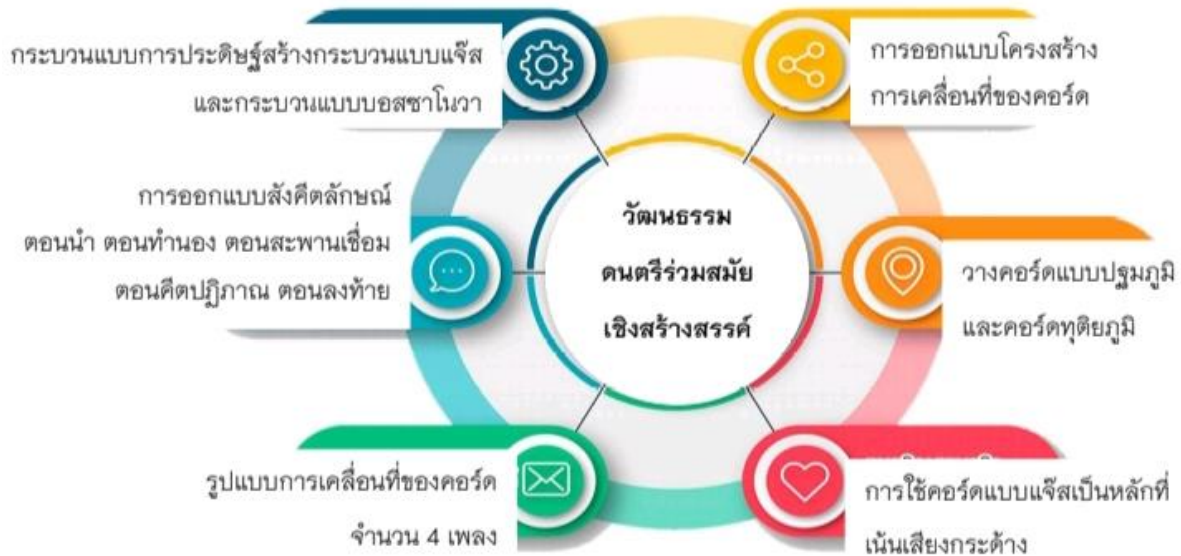 กระบวนแบบการประดิษฐ์สร้างกระบวนแบบแจ๊ส
และกระบวนแบบบอสซาโนวา
การออกแบบโครงสร้าง
การเคลื่อนที่ของคอร์ด
การออกแบบสังคีตลักษณ์
ตอนนำ ตอนทำนอง ตอนสะพานเชื่อม
ตอนคีตปฏิภาณ ตอนลงท้าย
วัฒนธรรม
ดนตรีร่วมสมัย
เชิงสร้างสรรค์
วางคอร์ดแบบปฐมภูมิ
และคอร์ดทุติยภูมิ
รูปแบบการเคลื่อนที่ของคอร์ด
จำนวน 4 เพลง
การใช้คอร์ดแบบแจ๊สเป็นหลักที่
เน้นเสียงกระด้าง